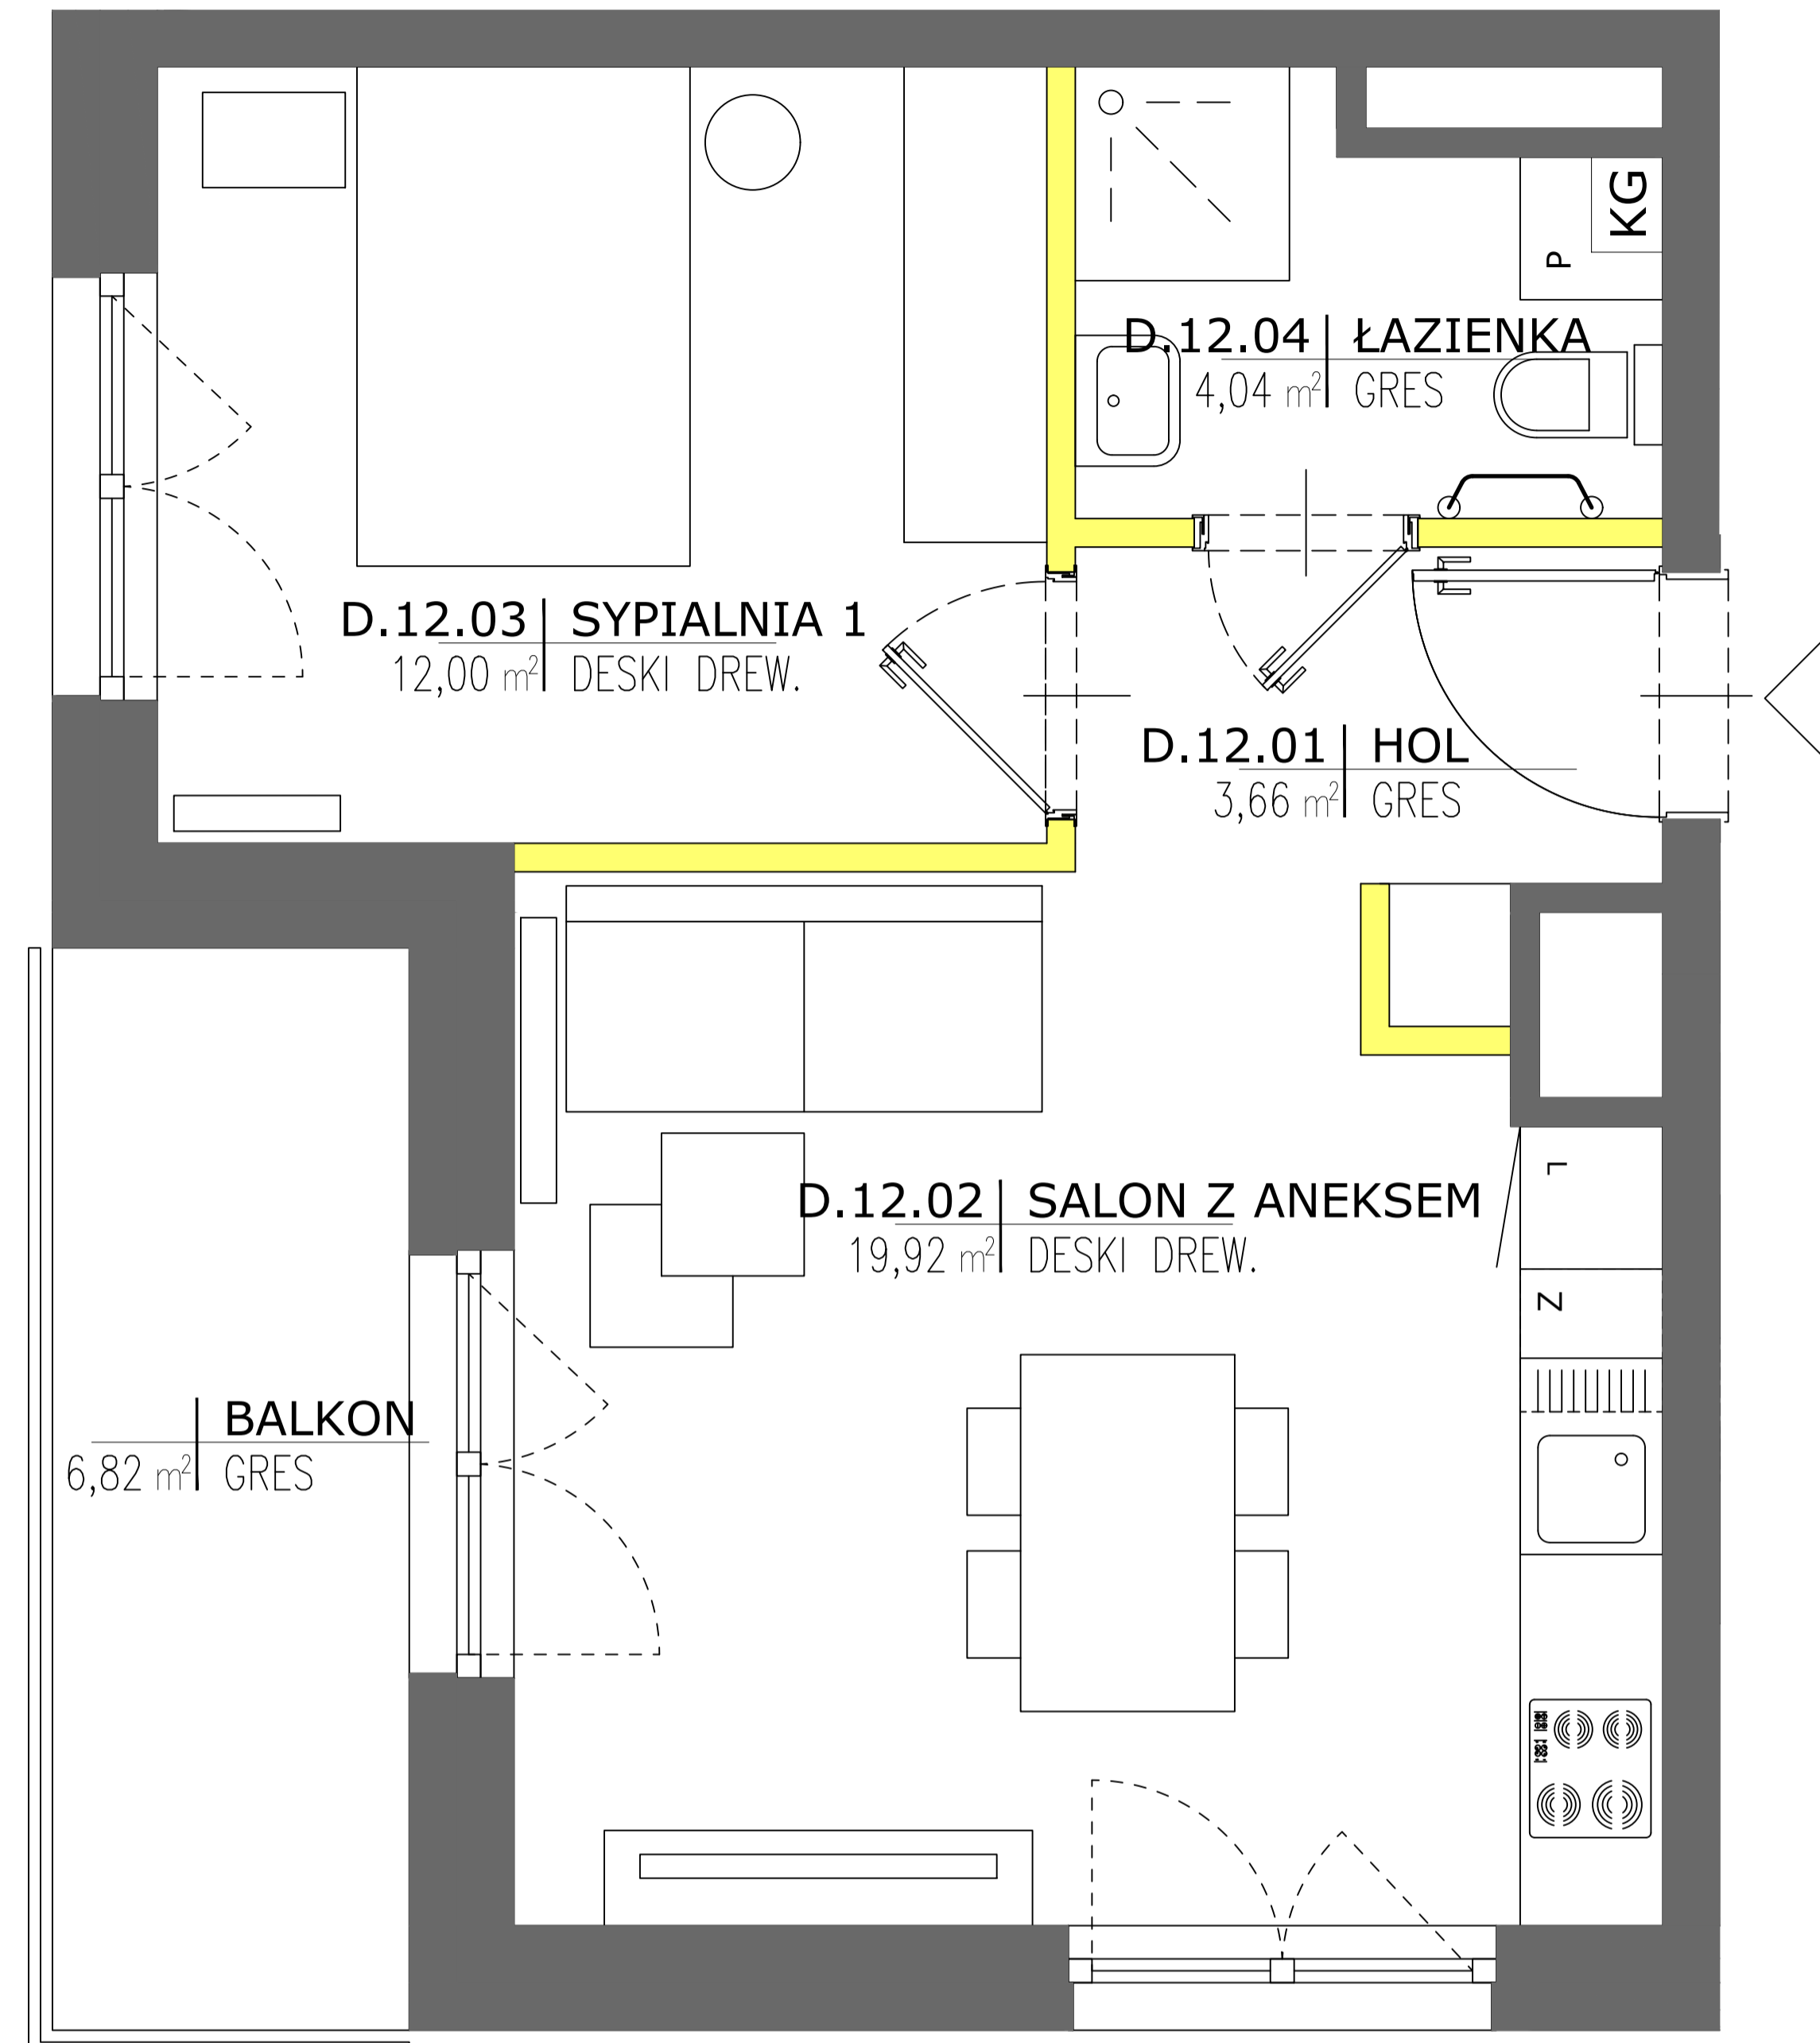 KG
P
D.12.04 ŁAZIENKA
4,04 m² GRES
D.12.03 SYPIALNIA 1
12,00 m² DESKI DREW.
D.12.01 HOL
3,66 m² GRES
L
D.12.02 SALON Z ANEKSEM
19,92 m² DESKI DREW.
Z
BALKON
6,82 m² GRES